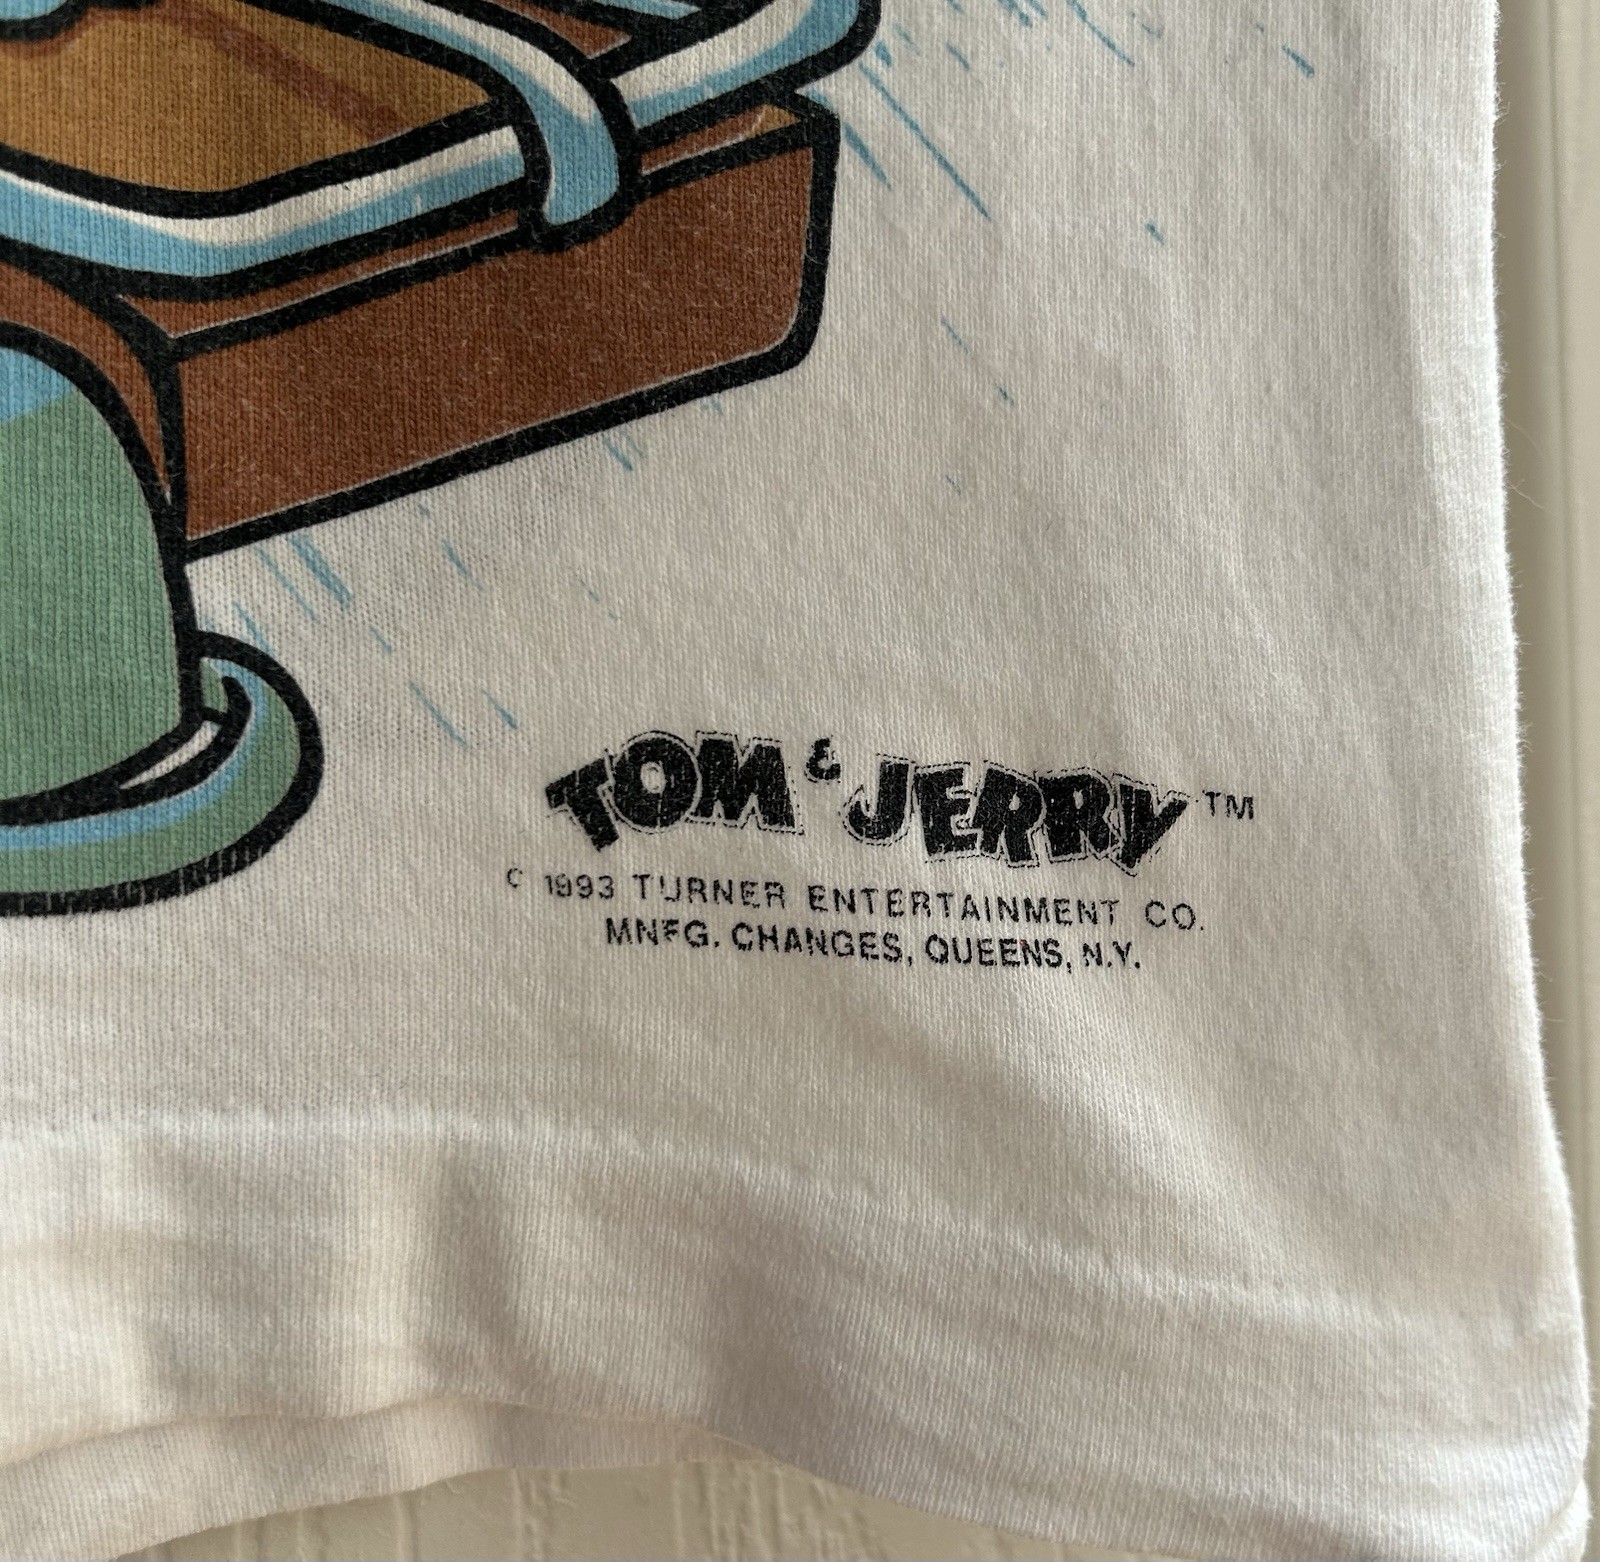 TOM & JERRY™
© 1993 TURNER ENTERTAINMENT CO.
MNFG. CHANGES, QUEENS, N.Y.